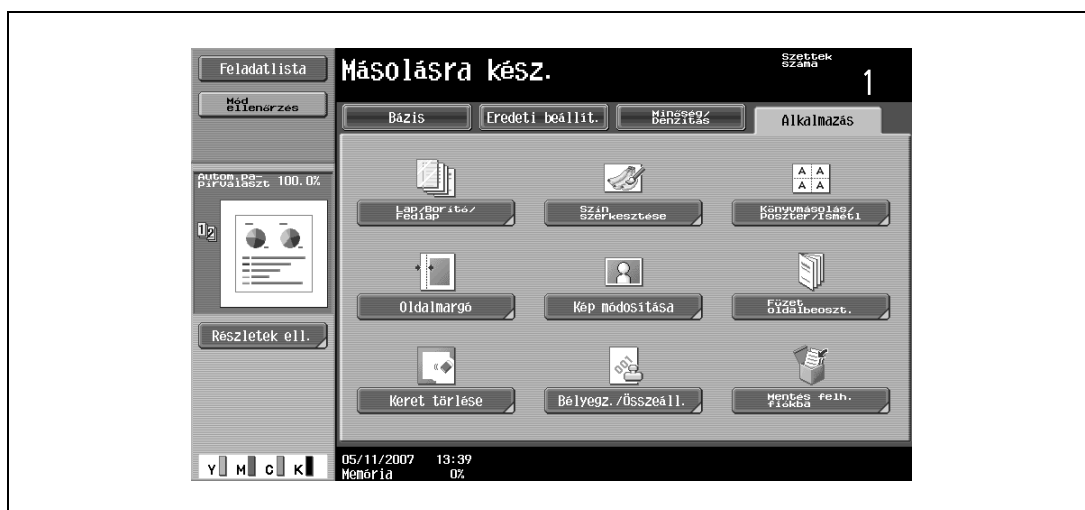 Feladatlista
Másolásra kész.
Szettek
száma
1
Mód
ellenőrzés
Bázis
Eredeti beállít.
Minőség/
Denzitás
Alkalmazás
Autom.pa-
pírválaszt 100.0%
12
Lap/Borító/
Fedlap
Szín
szerkesztése
Könyvmásolás/
Poszter/Ismétl
Oldalmargó
Kép módosítása
Füzet
oldalbeoszt.
Részletek ell.
Keret törlése
Bélyegz./Összeáll.
Mentés felh.
fiókba
A A
A A
001
Y M C K
05/11/2007 13:39
Memória 0%